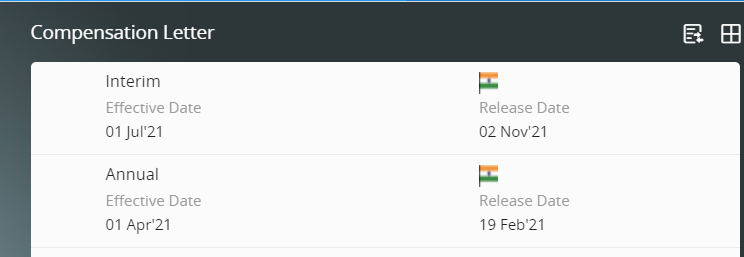 Compensation Letter
Interim
Effective Date Release Date
01 Jul'21 02 Nov'21
Annual
Effective Date Release Date
01 Apr'21 19 Feb'21